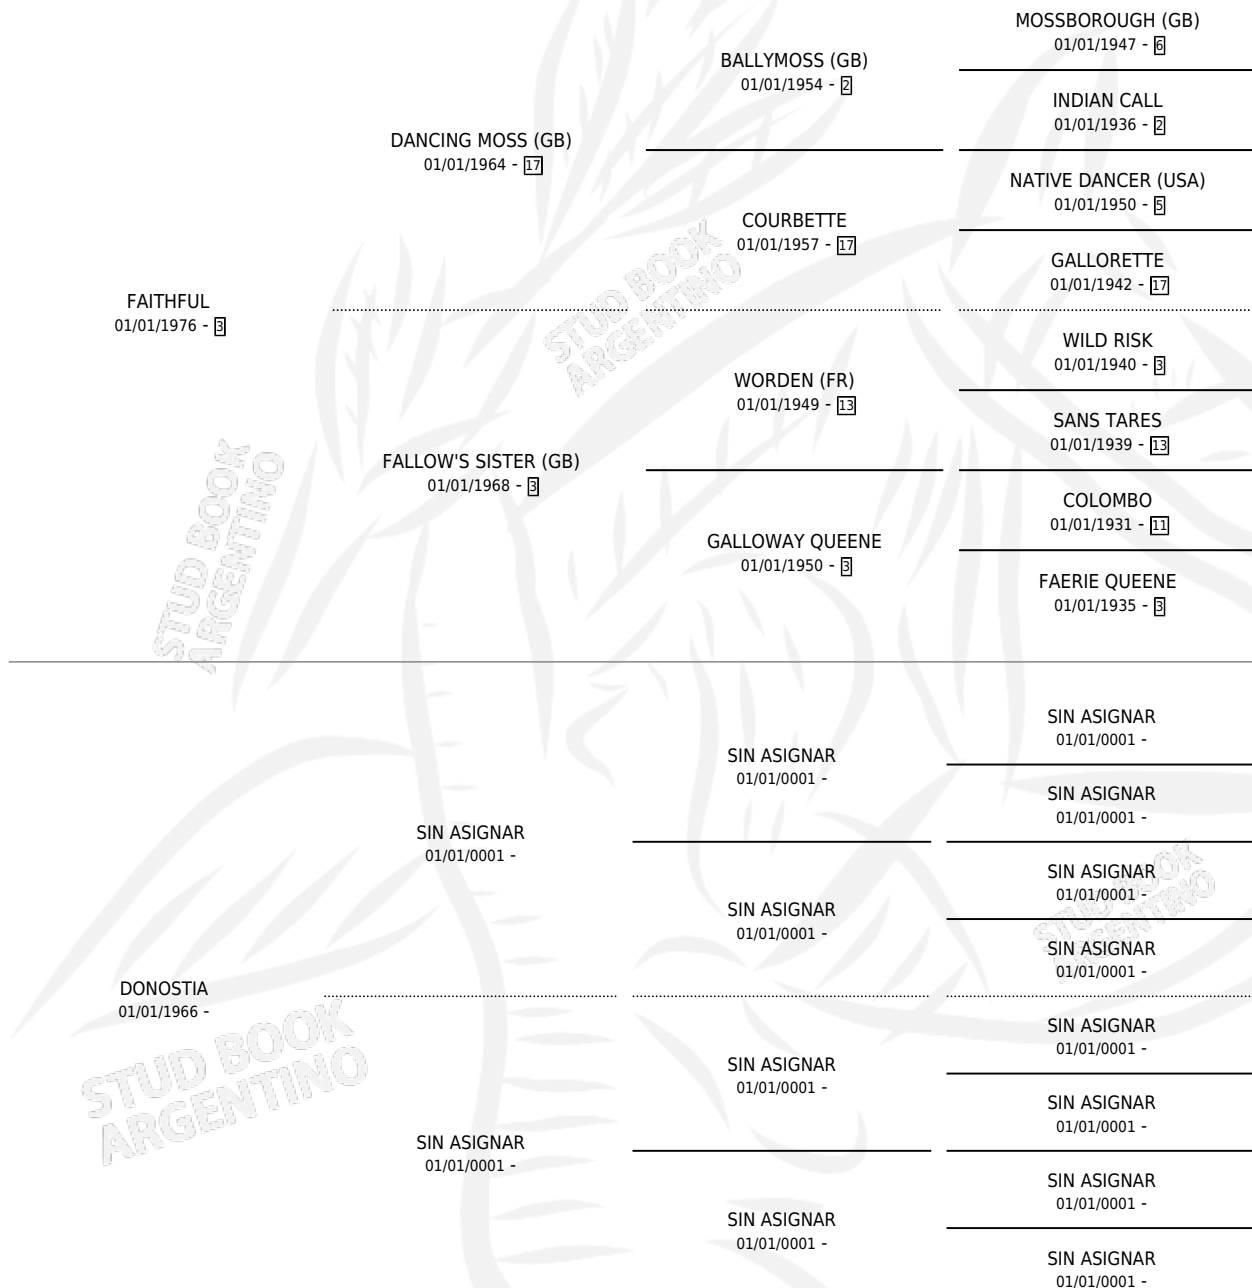 MOSSBOROUGH (GB)
01/01/1947 - 6
BALLYMOSS (GB)
01/01/1954 - 2
INDIAN CALL
01/01/1936 - 2
DANCING MOSS (GB)
01/01/1964 - 17
NATIVE DANCER (USA)
01/01/1950 - 5
COURBETTE
01/01/1957 - 17
GALLORETTE
01/01/1942 - 17
FAITHFUL
01/01/1976 - 3
WILD RISK
01/01/1940 - 3
WORDEN (FR)
01/01/1949 - 13
SANS TARES
01/01/1939 - 13
FALLOW'S SISTER (GB)
01/01/1968 - 3
COLOMBO
01/01/1931 - 11
GALLOWAY QUEENE
01/01/1950 - 3
FAERIE QUEENE
01/01/1935 - 3
STUD BOOK
ARGENTINO
STUD BOOK
ARGENTINO
SIN ASIGNAR
01/01/0001 -
SIN ASIGNAR
01/01/0001 -
SIN ASIGNAR
01/01/0001 -
SIN ASIGNAR
01/01/0001 -
SIN ASIGNAR
01/01/0001 -
SIN ASIGNAR
01/01/0001 -
SIN ASIGNAR
01/01/0001 -
STUD BOOK
ARGENTINO
DONOSTIA
01/01/1966 -
SIN ASIGNAR
01/01/0001 -
SIN ASIGNAR
01/01/0001 -
SIN ASIGNAR
01/01/0001 -
SIN ASIGNAR
01/01/0001 -
SIN ASIGNAR
01/01/0001 -
SIN ASIGNAR
01/01/0001 -
SIN ASIGNAR
01/01/0001 -
STUD BOOK
ARGENTINO